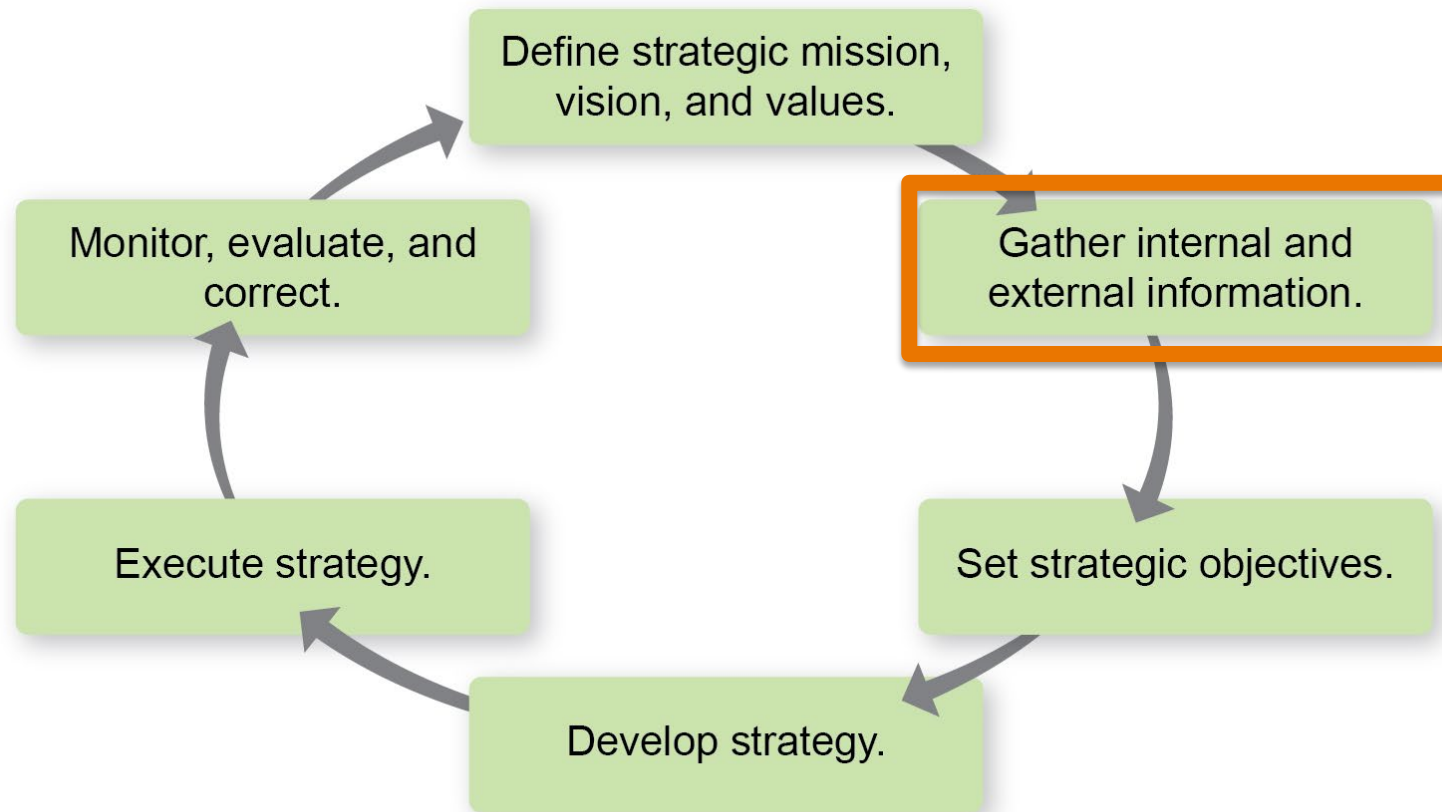 Define strategic mission,
vision, and values.
Gather internal and
external information.
Set strategic objectives.
Develop strategy.
Execute strategy.
Monitor, evaluate, and
correct.